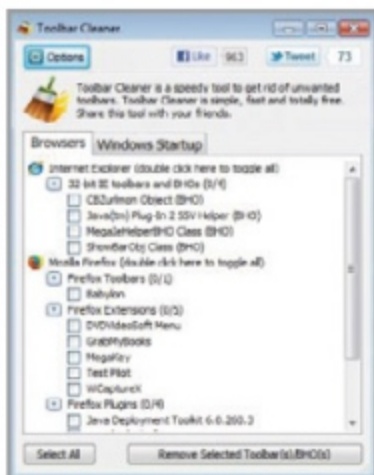 Toolbar Cleaner
Options
Like 963
Tweet 73
Toolbar Cleaner is a speedy tool to get rid of unwanted
toolbars. Toolbar Cleaner is simple, fast and totally free.
Share this tool with your friends.
Browsers Windows Startup
Internet Explorer (double click here to toggle all)
32 bit IE toolbars and BHOs (0/4)
CBZurlmon Object (BHO)
Java(tm) Plug-In 2 SSV Helper (BHO)
MegaIeHelperBHO Class (BHO)
ShowBarObj Class (BHO)
Mozilla Firefox (double click here to toggle all)
Firefox Toolbars (0/1)
Babylon
Firefox Extensions (0/5)
DVDVideoSoft Menu
GrabMyBooks
MegaKey
Test Pilot
WCaptureX
Firefox Plugins (0/4)
Java Deployment Toolkit 6.0.260.3
Select All
Remove Selected Toolbar(s)/BHO(s)